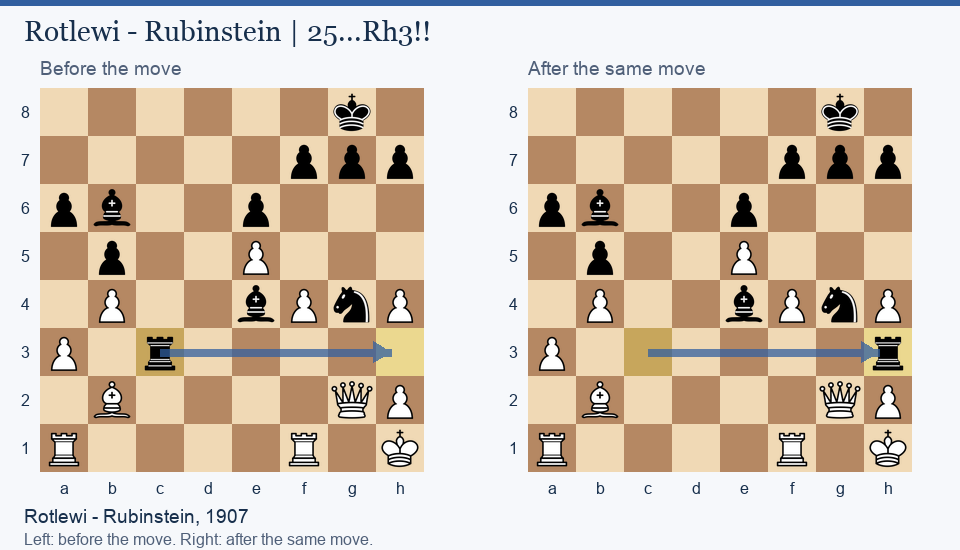 Rotlewi - Rubinstein | 25...Rh3!!
Before the move
After the same move
8
7
6
5
4
3
2
1
a b c d e f g h
8
7
6
5
4
3
2
1
a b c d e f g h
Rotlewi - Rubinstein, 1907
Left: before the move. Right: after the same move.